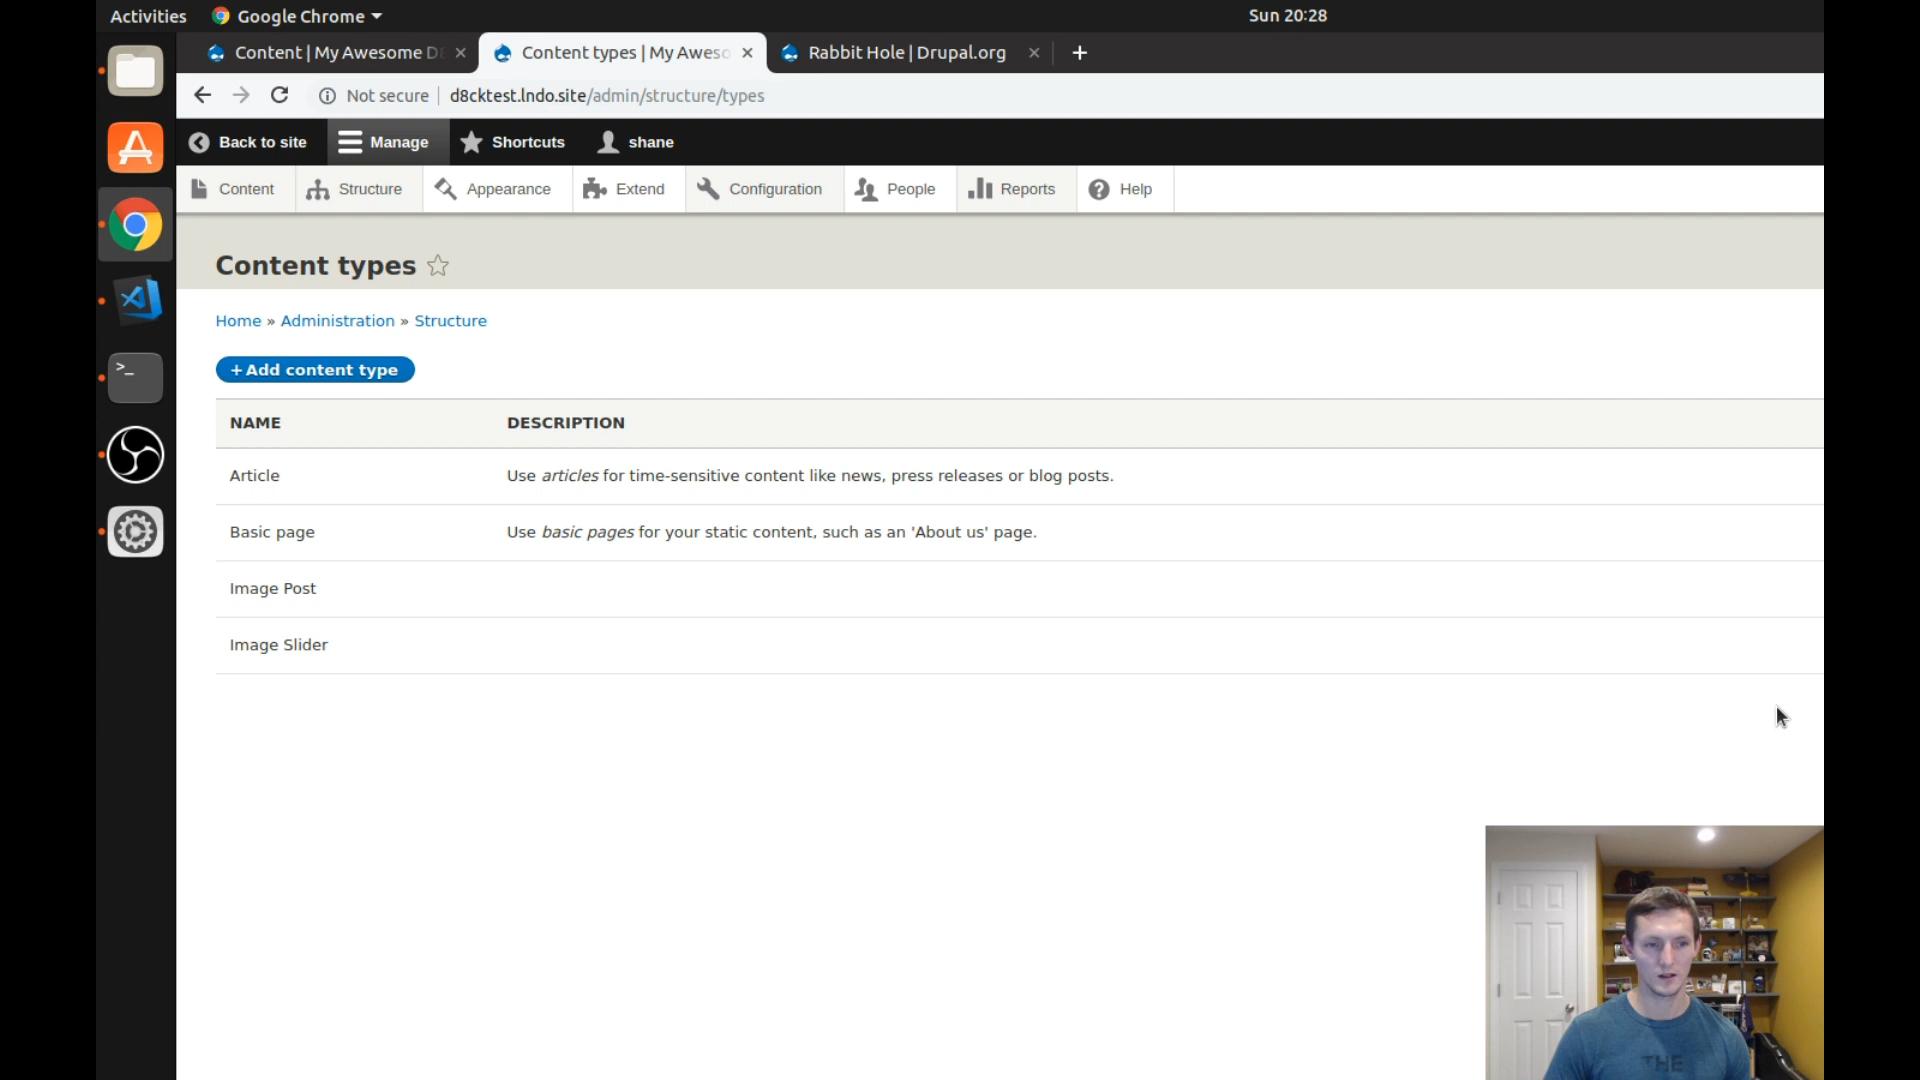 Activities Google Chrome Sun 20:28
Content | My Awesome D8 Content types | My Aweso Rabbit Hole | Drupal.org
Not secure d8cktest.lndo.site/admin/structure/types
Back to site Manage Shortcuts shane
Content Structure Appearance Extend Configuration People Reports Help
Content types
Home » Administration » Structure
+ Add content type
NAME DESCRIPTION
Article Use articles for time-sensitive content like news, press releases or blog posts.
Basic page Use basic pages for your static content, such as an 'About us' page.
Image Post
Image Slider
THE